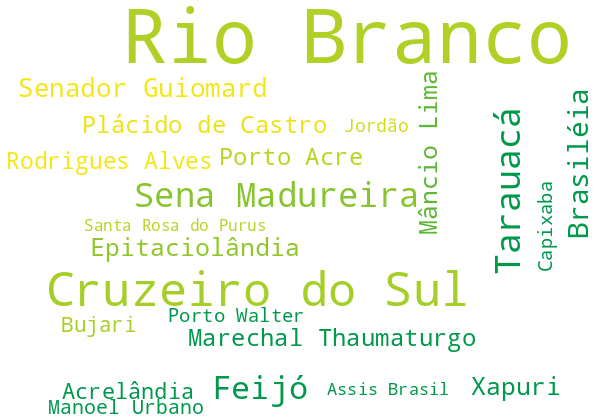 Rio Branco
Senador Guiomard
Plácido de Castro
Jordão
Rodrigues Alves
Porto Acre
Mâncio Lima
Tarauacá
Capixaba
Brasiléia
Sena Madureira
Santa Rosa do Purus
Epitaciolândia
Cruzeiro do Sul
Porto Walter
Bujari
Marechal Thaumaturgo
Acrelândia
Feijó
Assis Brasil
Xapuri
Manoel Urbano